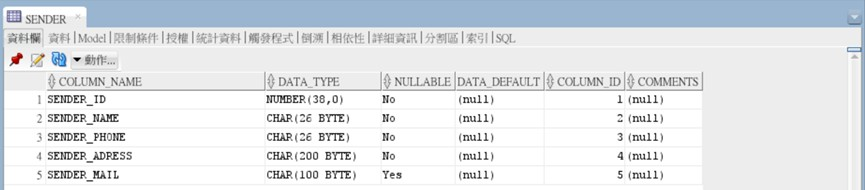 SENDER
資料欄 資料 Model 限制條件 授權 統計資料 觸發程式 倒溯 相依性 詳細資訊 分割區 索引 SQL
動作...
COLUMN_NAME DATA_TYPE NULLABLE DATA_DEFAULT COLUMN_ID COMMENTS
1 SENDER_ID NUMBER(38,0) No (null) 1 (null)
2 SENDER_NAME CHAR(26 BYTE) No (null) 2 (null)
3 SENDER_PHONE CHAR(26 BYTE) No (null) 3 (null)
4 SENDER_ADRESS CHAR(200 BYTE) No (null) 4 (null)
5 SENDER_MAIL CHAR(100 BYTE) Yes (null) 5 (null)